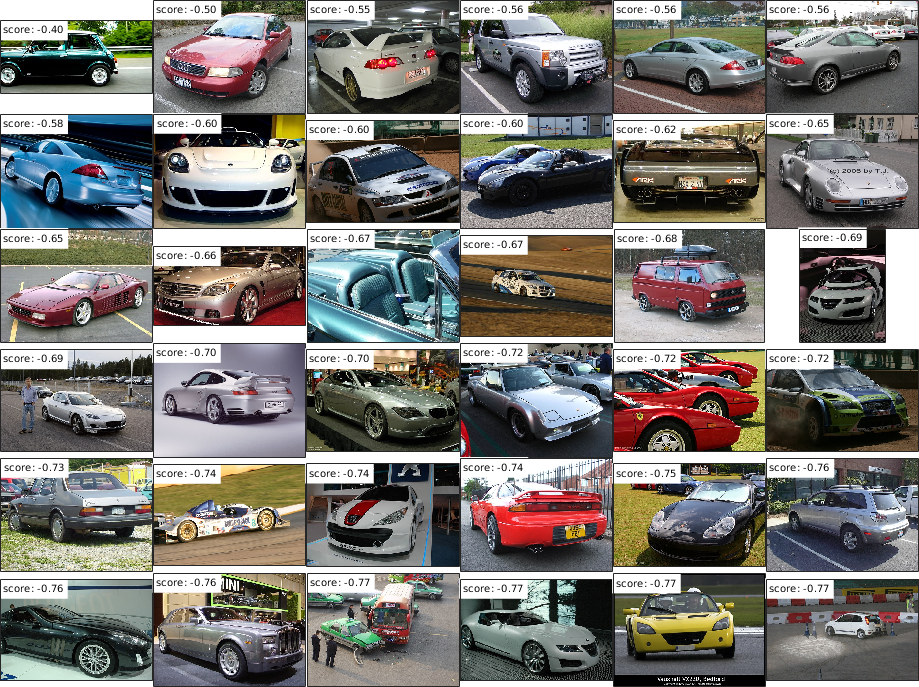 score: -0.40
score: -0.50
score: -0.55
score: -0.56
score: -0.56
score: -0.56
score: -0.58
score: -0.60
score: -0.60
score: -0.60
score: -0.62
score: -0.65
(c) 2005 by T.J.
score: -0.65
score: -0.66
score: -0.67
score: -0.67
score: -0.68
score: -0.69
score: -0.69
score: -0.70
score: -0.70
score: -0.72
score: -0.72
score: -0.72
score: -0.73
score: -0.74
score: -0.74
score: -0.74
score: -0.75
score: -0.76
score: -0.76
score: -0.76
INI
score: -0.77
score: -0.77
score: -0.77
Vauxhall VX220, Bedford
score: -0.77